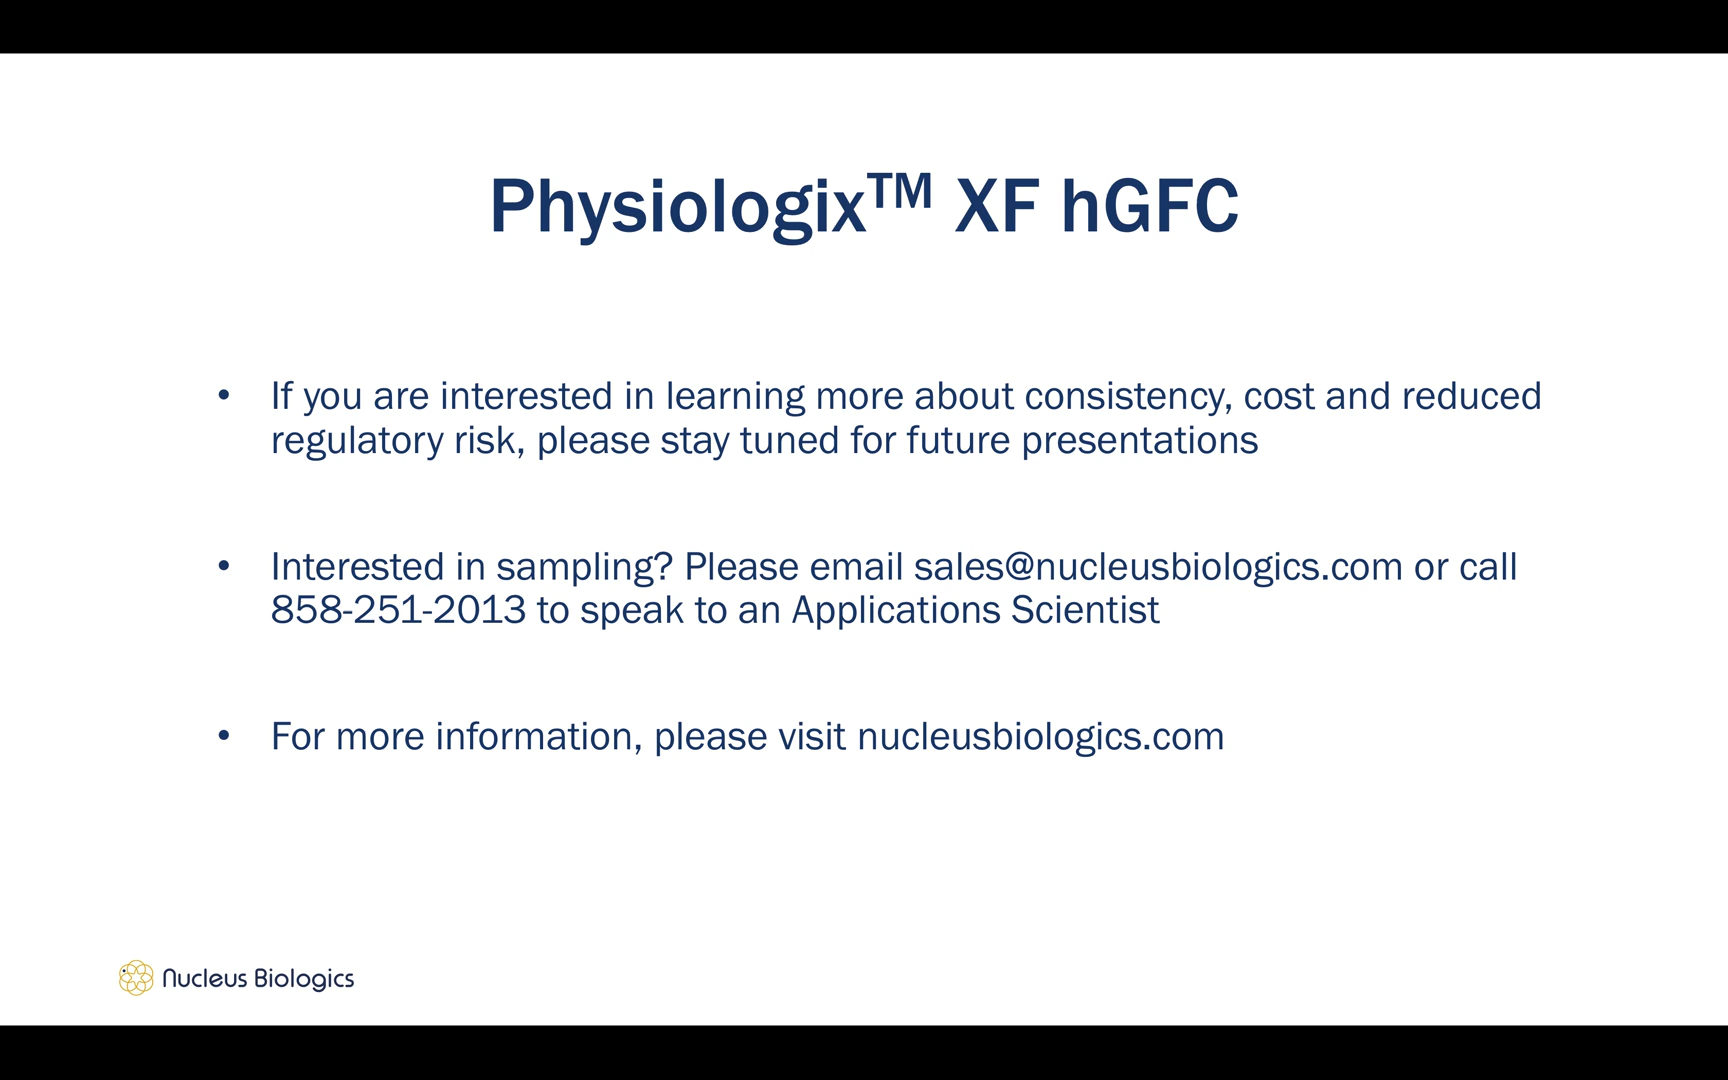 Physiologix™ XF hGFC
• If you are interested in learning more about consistency, cost and reduced
regulatory risk, please stay tuned for future presentations
• Interested in sampling? Please email sales@nucleusbiologics.com or call
858-251-2013 to speak to an Applications Scientist
• For more information, please visit nucleusbiologics.com
Nucleus Biologics